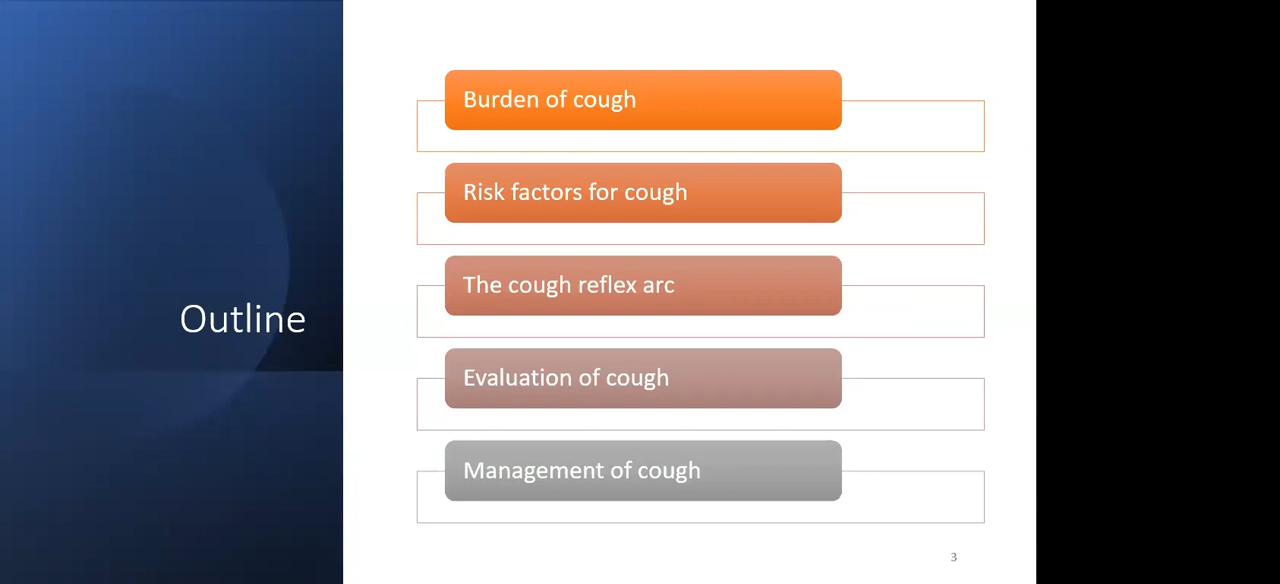 Outline
Burden of cough
Risk factors for cough
The cough reflex arc
Evaluation of cough
Management of cough
3